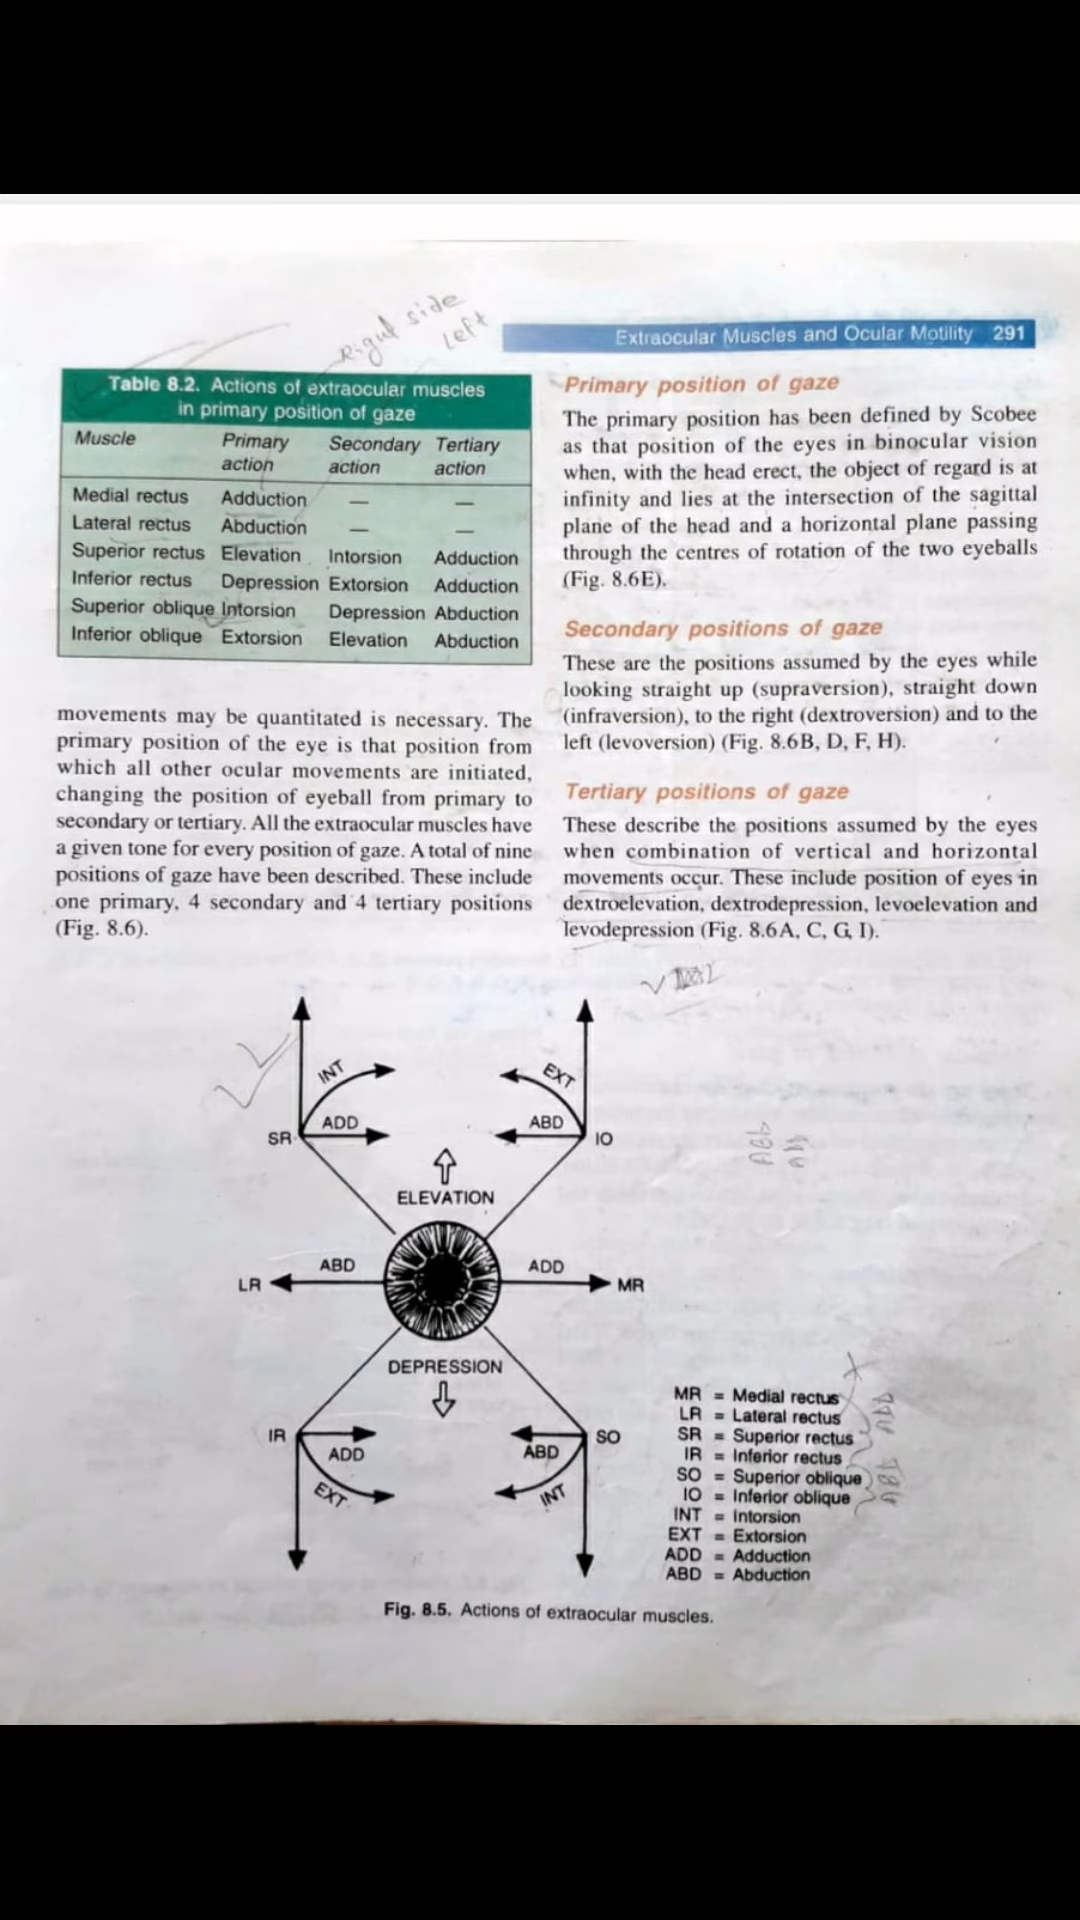 Right side
Left
Extraocular Muscles and Ocular Motility 291
Table 8.2. Actions of extraocular muscles
in primary position of gaze
Muscle Primary action Secondary action Tertiary action
Medial rectus Adduction — —
Lateral rectus Abduction — —
Superior rectus Elevation Intorsion Adduction
Inferior rectus Depression Extorsion Adduction
Superior oblique Intorsion Depression Abduction
Inferior oblique Extorsion Elevation Abduction
movements may be quantitated is necessary. The
primary position of the eye is that position from
which all other ocular movements are initiated,
changing the position of eyeball from primary to
secondary or tertiary. All the extraocular muscles have
a given tone for every position of gaze. A total of nine
positions of gaze have been described. These include
one primary, 4 secondary and 4 tertiary positions
(Fig. 8.6).
Primary position of gaze
The primary position has been defined by Scobee
as that position of the eyes in binocular vision
when, with the head erect, the object of regard is at
infinity and lies at the intersection of the sagittal
plane of the head and a horizontal plane passing
through the centres of rotation of the two eyeballs
(Fig. 8.6E).
Secondary positions of gaze
These are the positions assumed by the eyes while
looking straight up (supraversion), straight down
(infraversion), to the right (dextroversion) and to the
left (levoversion) (Fig. 8.6B, D, F, H).
Tertiary positions of gaze
These describe the positions assumed by the eyes
when combination of vertical and horizontal
movements occur. These include position of eyes in
dextroelevation, dextrodepression, levoelevation and
levodepression (Fig. 8.6A, C, G, I).
INT EXT
ADD ABD
SR IO
ELEVATION
ABD ADD
LR MR
DEPRESSION
IR SO
ADD ABD
EXT INT
MR = Medial rectus
LR = Lateral rectus
SR = Superior rectus
IR = Inferior rectus
SO = Superior oblique
IO = Inferior oblique
INT = Intorsion
EXT = Extorsion
ADD = Adduction
ABD = Abduction
Fig. 8.5. Actions of extraocular muscles.